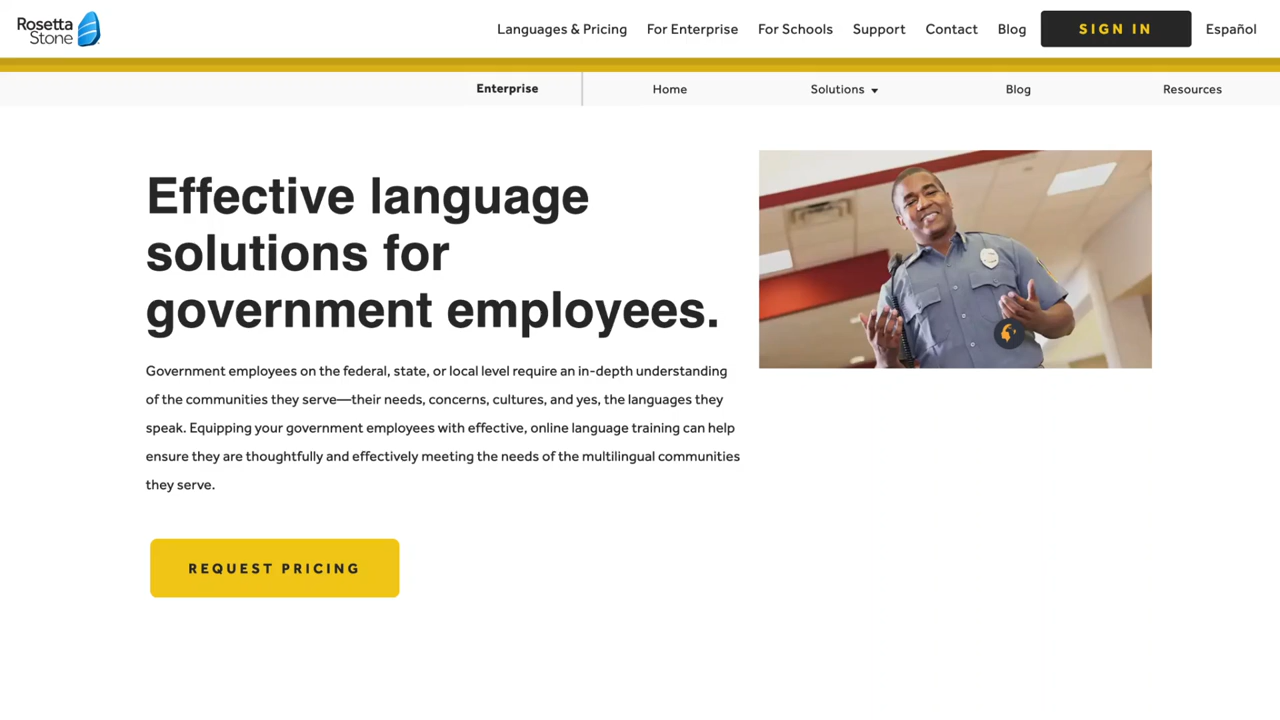 Rosetta
Stone
Languages & Pricing
For Enterprise
For Schools
Support
Contact
Blog
SIGN IN
Español
Enterprise
Home
Solutions
Blog
Resources
Effective language
solutions for
government employees.
Government employees on the federal, state, or local level require an in-depth understanding
of the communities they serve—their needs, concerns, cultures, and yes, the languages they
speak. Equipping your government employees with effective, online language training can help
ensure they are thoughtfully and effectively meeting the needs of the multilingual communities
they serve.
REQUEST PRICING